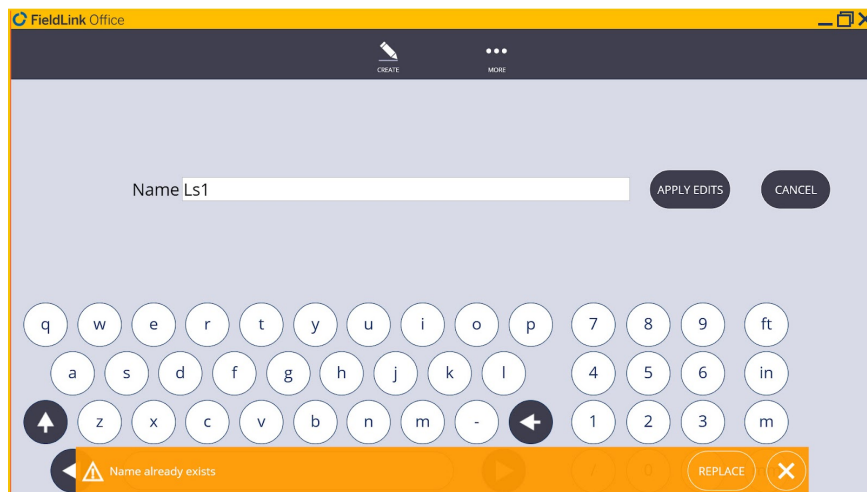 FieldLink Office
CREATE MORE
Name Ls1 APPLY EDITS CANCEL
q w e r t y u i o p 7 8 9 ft
a s d f g h j k l 4 5 6 in
z x c v b n m - 1 2 3 m
Name already exists / 0 REPLACE